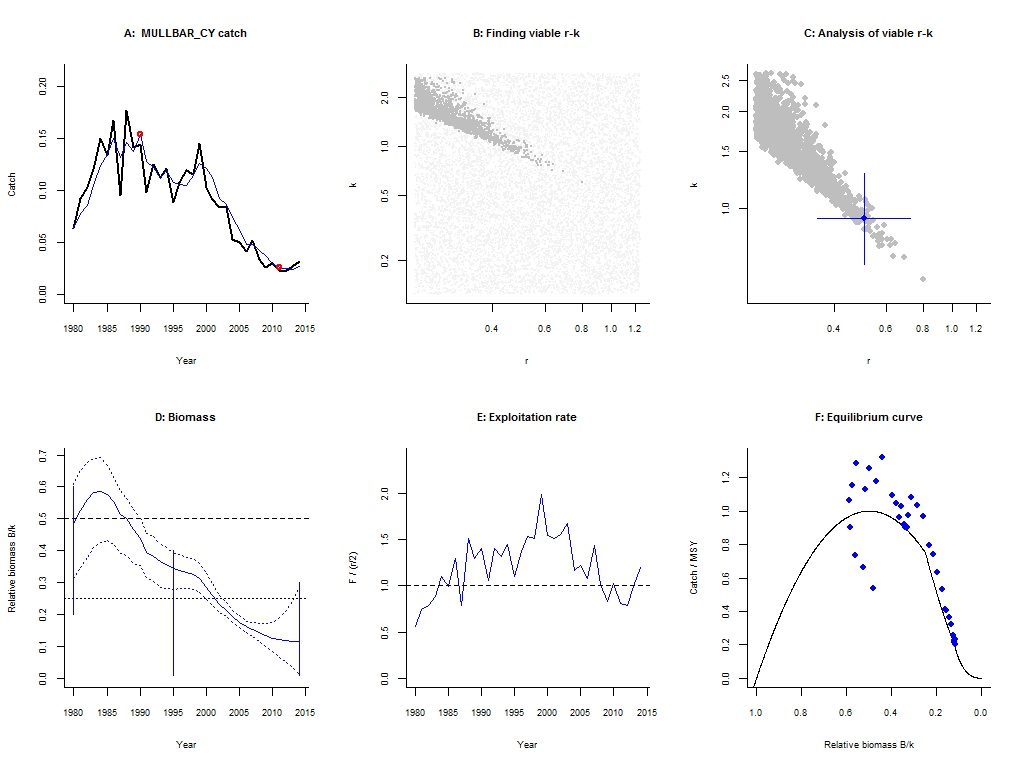 A: MULLBAR_CY catch
B: Finding viable r-k
C: Analysis of viable r-k
Catch
0.00 0.05 0.10 0.15 0.20
1980 1985 1990 1995 2000 2005 2010 2015
Year
k
0.2 0.5 1.0 2.0
0.4 0.6 0.8 1.0 1.2
r
k
1.0 1.5 2.0 2.5
0.4 0.6 0.8 1.0 1.2
r
D: Biomass
E: Exploitation rate
F: Equilibrium curve
Relative biomass B/k
0.0 0.1 0.2 0.3 0.4 0.5 0.6 0.7
1980 1985 1990 1995 2000 2005 2010 2015
Year
F / (r/2)
0.0 0.5 1.0 1.5 2.0
1980 1985 1990 1995 2000 2005 2010 2015
Year
Catch / MSY
0.0 0.2 0.4 0.6 0.8 1.0 1.2
1.0 0.8 0.6 0.4 0.2 0.0
Relative biomass B/k